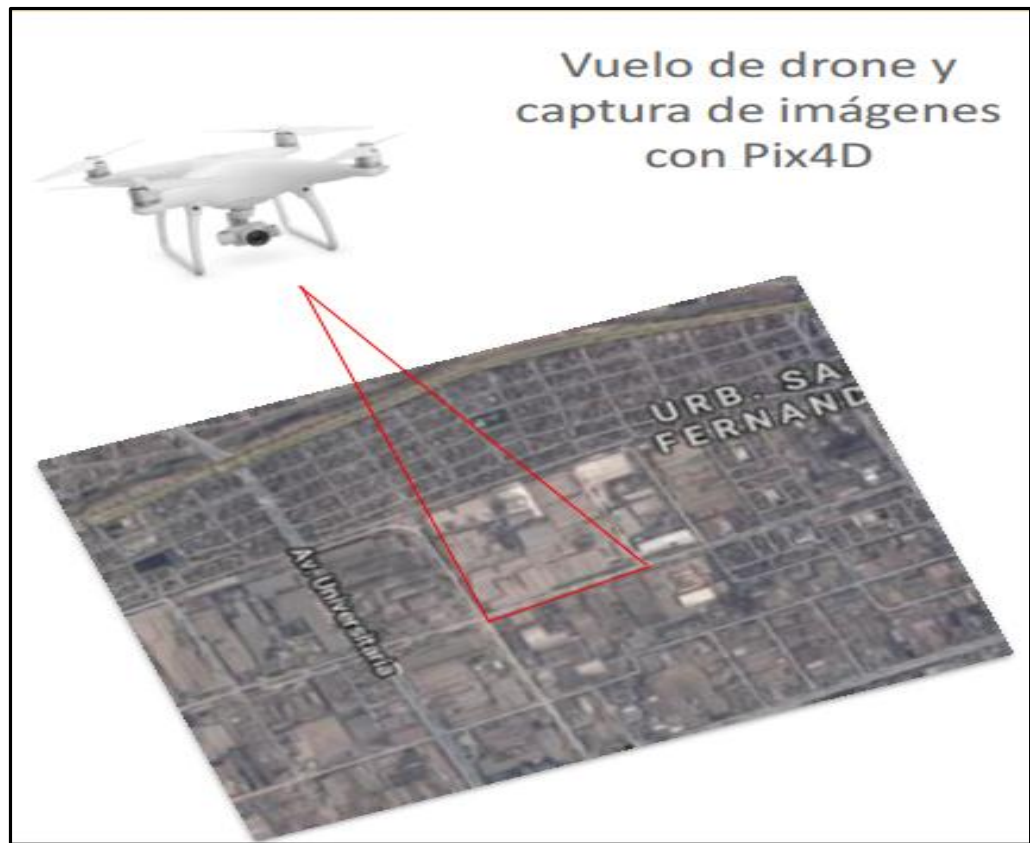 Vuelo de drone y
captura de imágenes
con Pix4D
URB. SA
FERNAND
Av. Universitaria